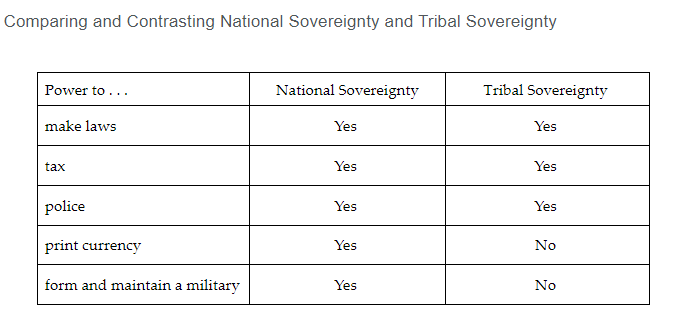 Comparing and Contrasting National Sovereignty and Tribal Sovereignty
Power to . . . National Sovereignty Tribal Sovereignty
make laws Yes Yes
tax Yes Yes
police Yes Yes
print currency Yes No
form and maintain a military Yes No